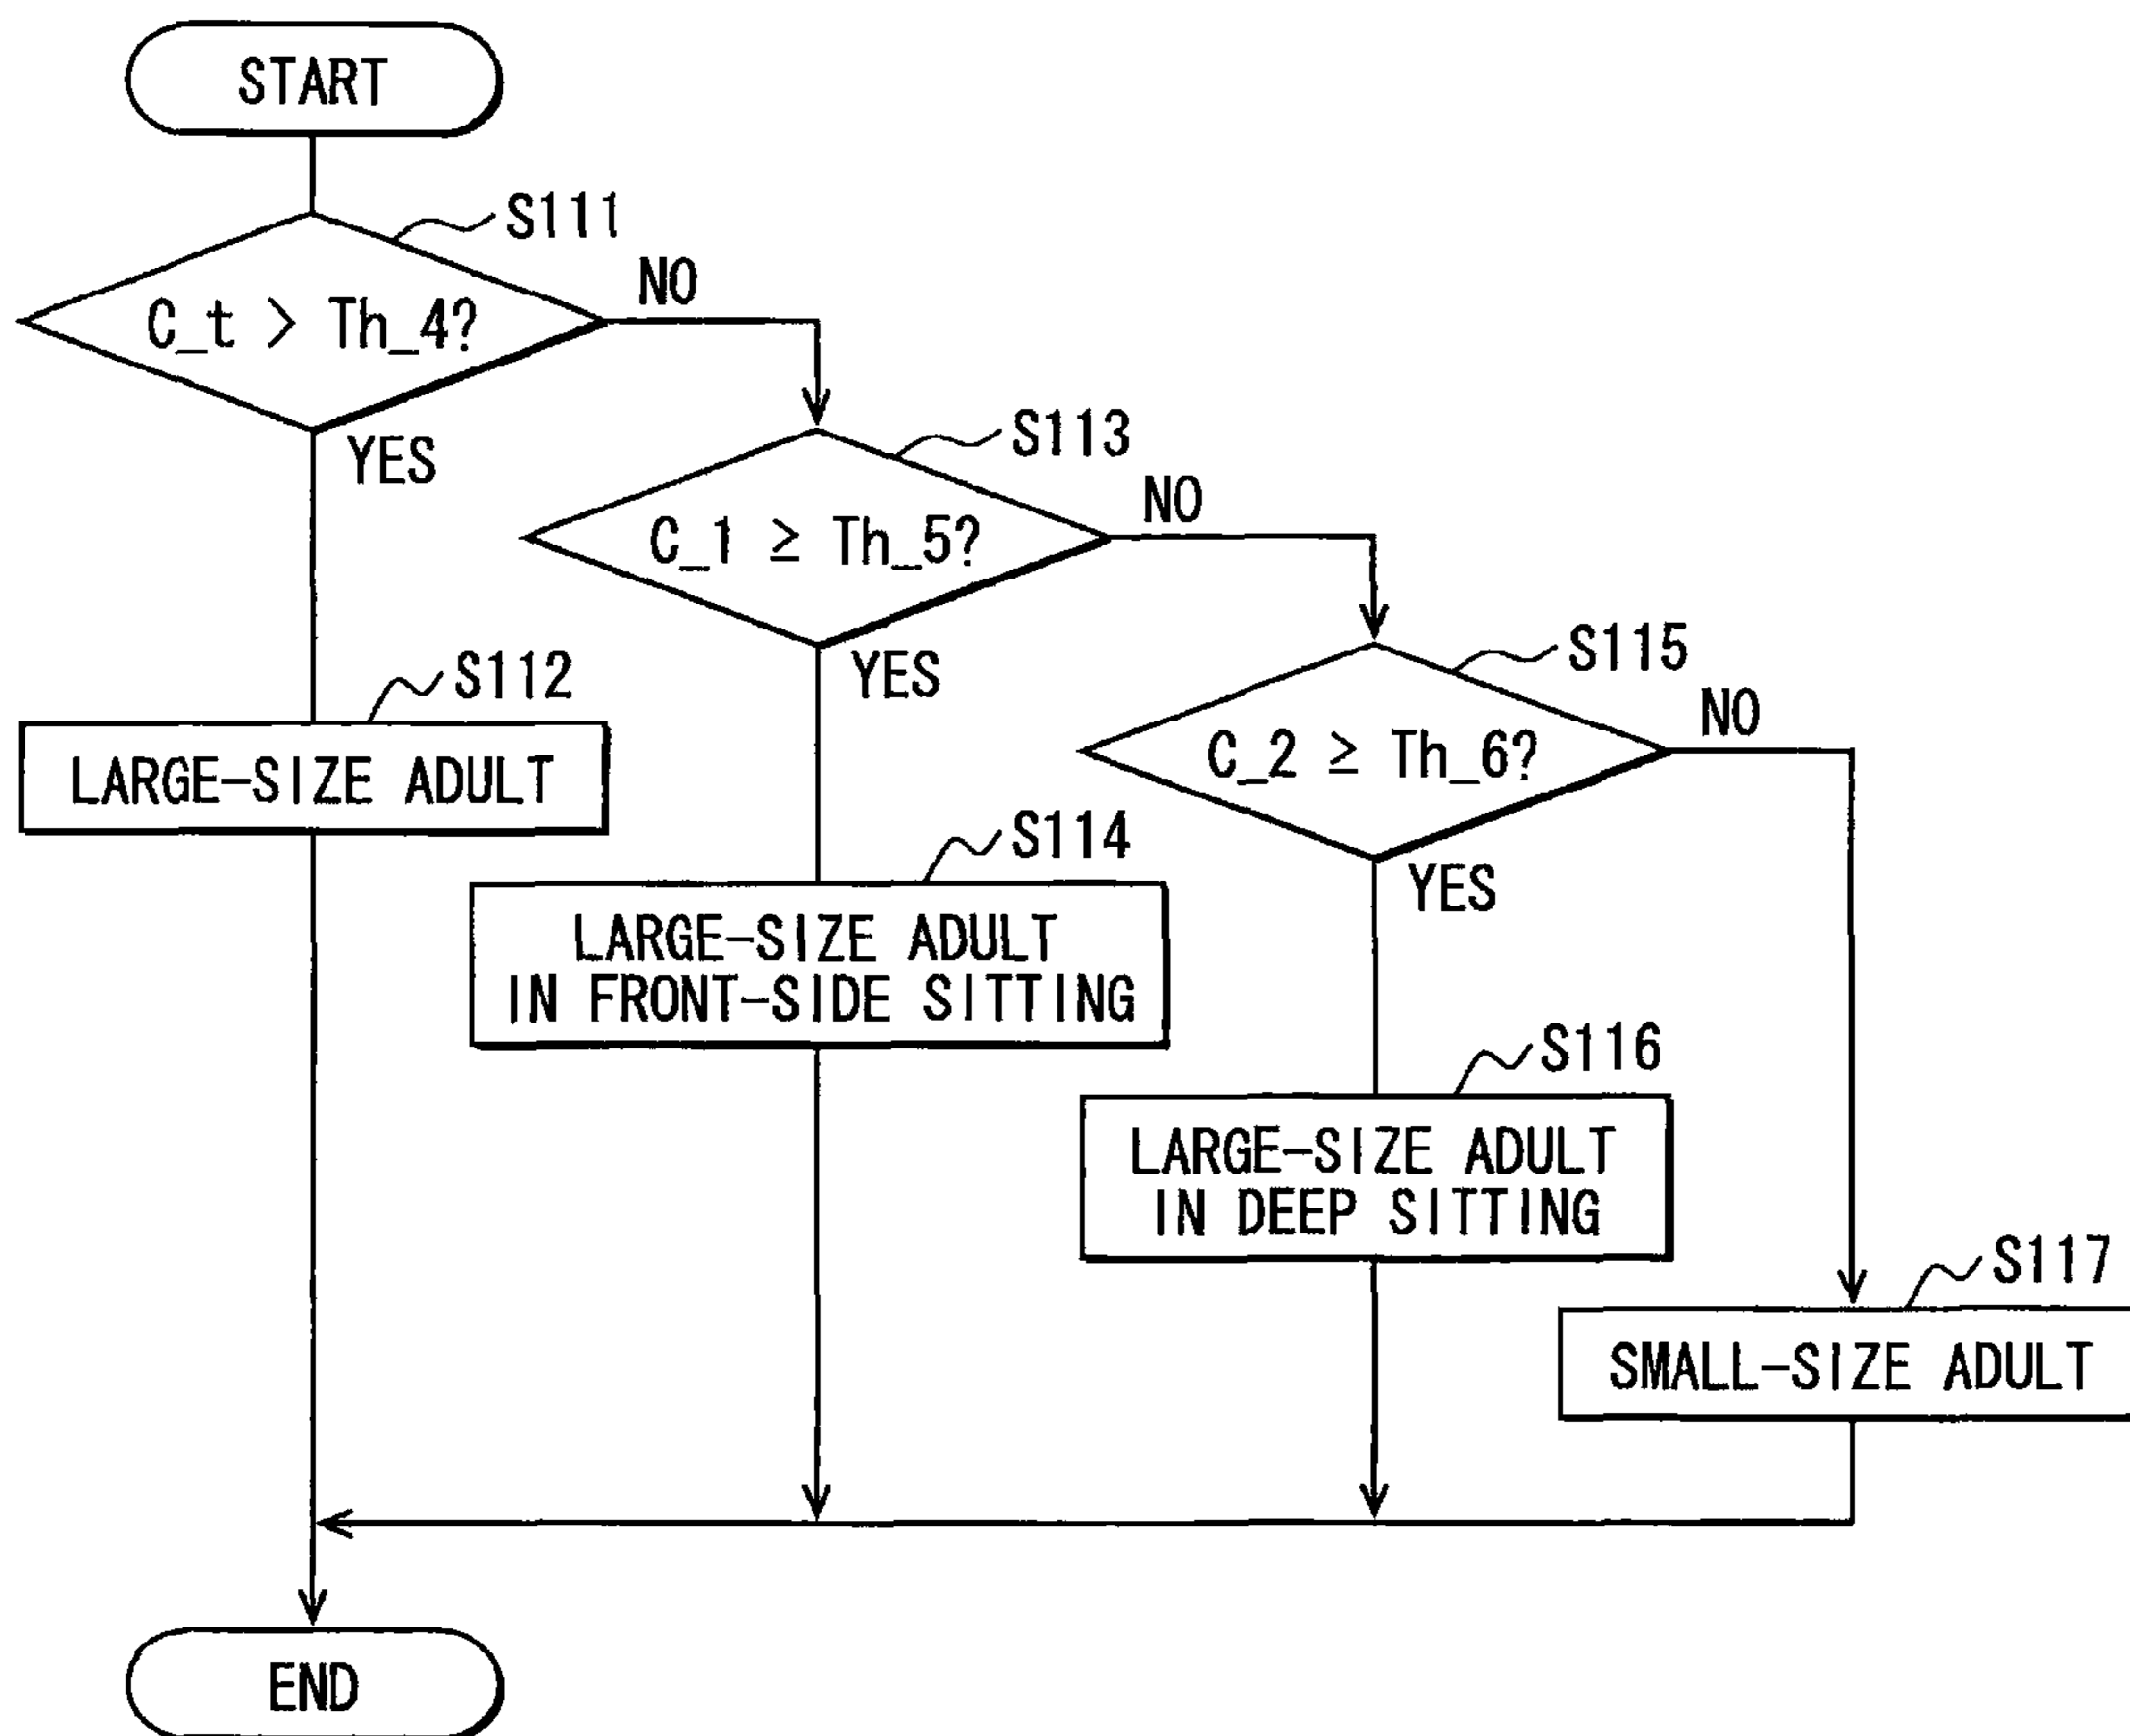 START
S111
C_t > Th_4?
NO
YES
S113
C_1 ≥ Th_5?
NO
YES
S115
C_2 ≥ Th_6?
NO
YES
S112
LARGE-SIZE ADULT
S114
LARGE-SIZE ADULT
IN FRONT-SIDE SITTING
S116
LARGE-SIZE ADULT
IN DEEP SITTING
S117
SMALL-SIZE ADULT
END